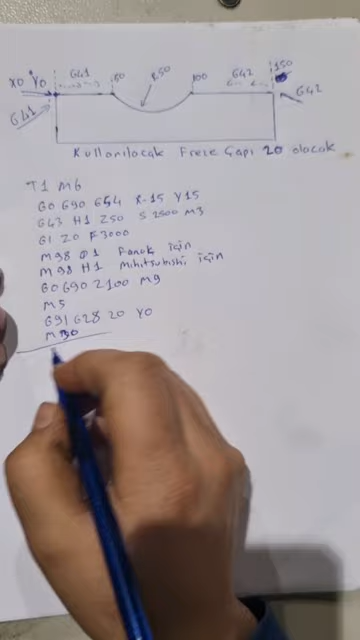 X0 Y0
G41
50
R50
100
G42
150
G41
G42
Kullanılacak Freze Çapı 20 olacak
T1 M6
G0 G90 G54 X-15 Y15
G43 H1 Z50 S2500 M3
G1 Z0 F3000
M98 P1 Fanuk için
M98 H1 Mihitsubishi için
G0 G90 Z100 M9
M5
G91 G28 Z0 Y0
M30